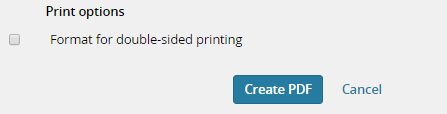 Print options
Format for double-sided printing
Create PDF Cancel